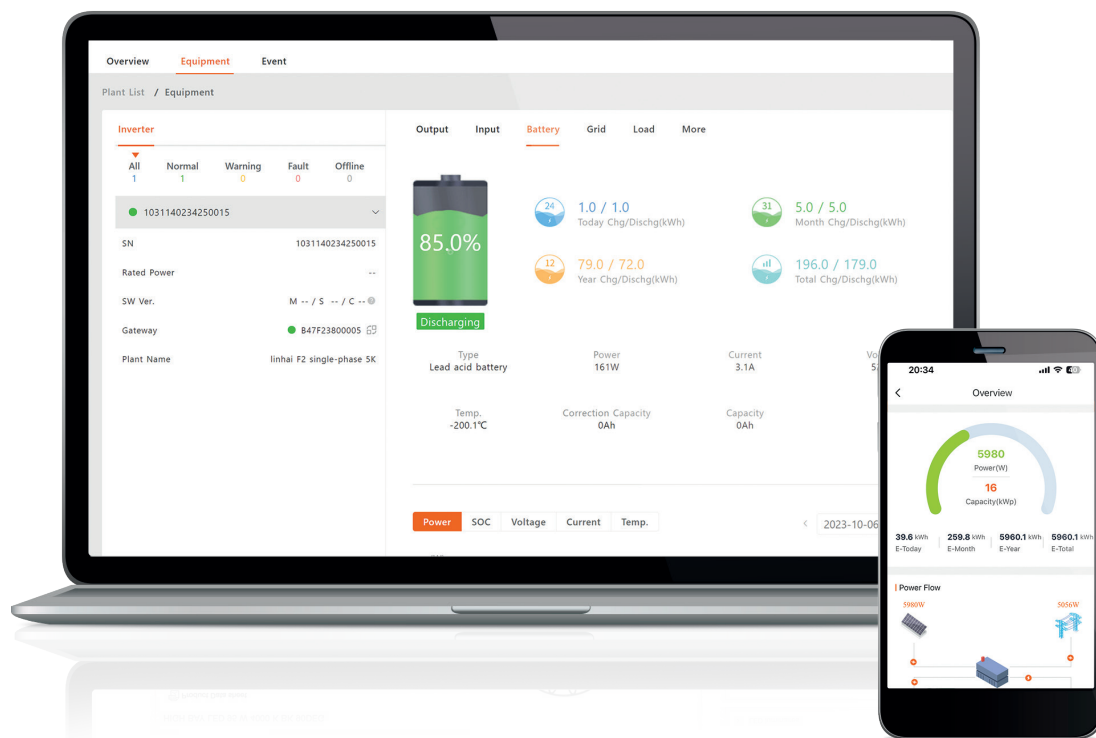 Overview Equipment Event
Plant List / Equipment
Inverter
All Normal Warning Fault Offline
1 1 0 0 0
1031140234250015
SN 1031140234250015
Rated Power --
SW Ver. M -- / S -- / C --
Gateway B47F23800005
Plant Name linhai F2 single-phase 5K
Output Input Battery Grid Load More
85.0%
Discharging
24 1.0 / 1.0
Today Chg/Dischg(kWh)
31 5.0 / 5.0
Month Chg/Dischg(kWh)
12 79.0 / 72.0
Year Chg/Dischg(kWh)
196.0 / 179.0
Total Chg/Dischg(kWh)
Type Power Current
Lead acid battery 161W 3.1A
Temp. Correction Capacity Capacity
-200.1℃ 0Ah 0Ah
Power SOC Voltage Current Temp.
< 2023-10-06
20:34
< Overview
5980
Power(W)
16
Capacity(kWp)
39.6 kWh 259.8 kWh 5960.1 kWh 5960.1 kWh
E-Today E-Month E-Year E-Total
Power Flow
5980W 5056W